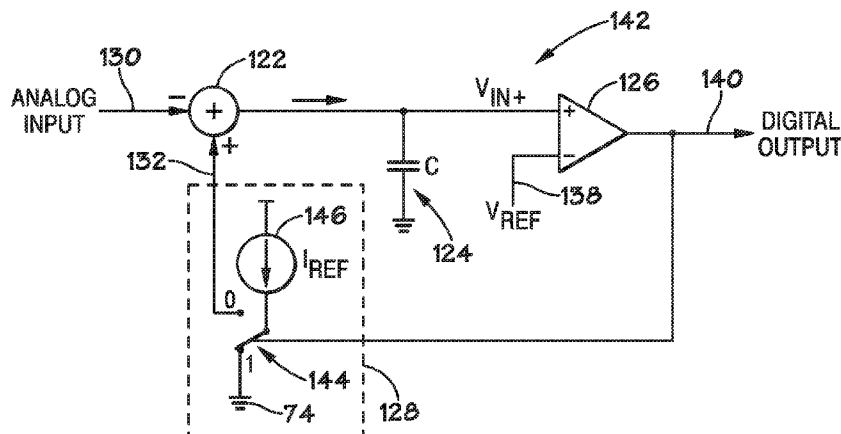 142
130
122
126
140
V_IN+
ANALOG
INPUT
−
+
+
+
−
DIGITAL
OUTPUT
132
C
138
V_REF
124
146
I_REF
0
1
144
74
128